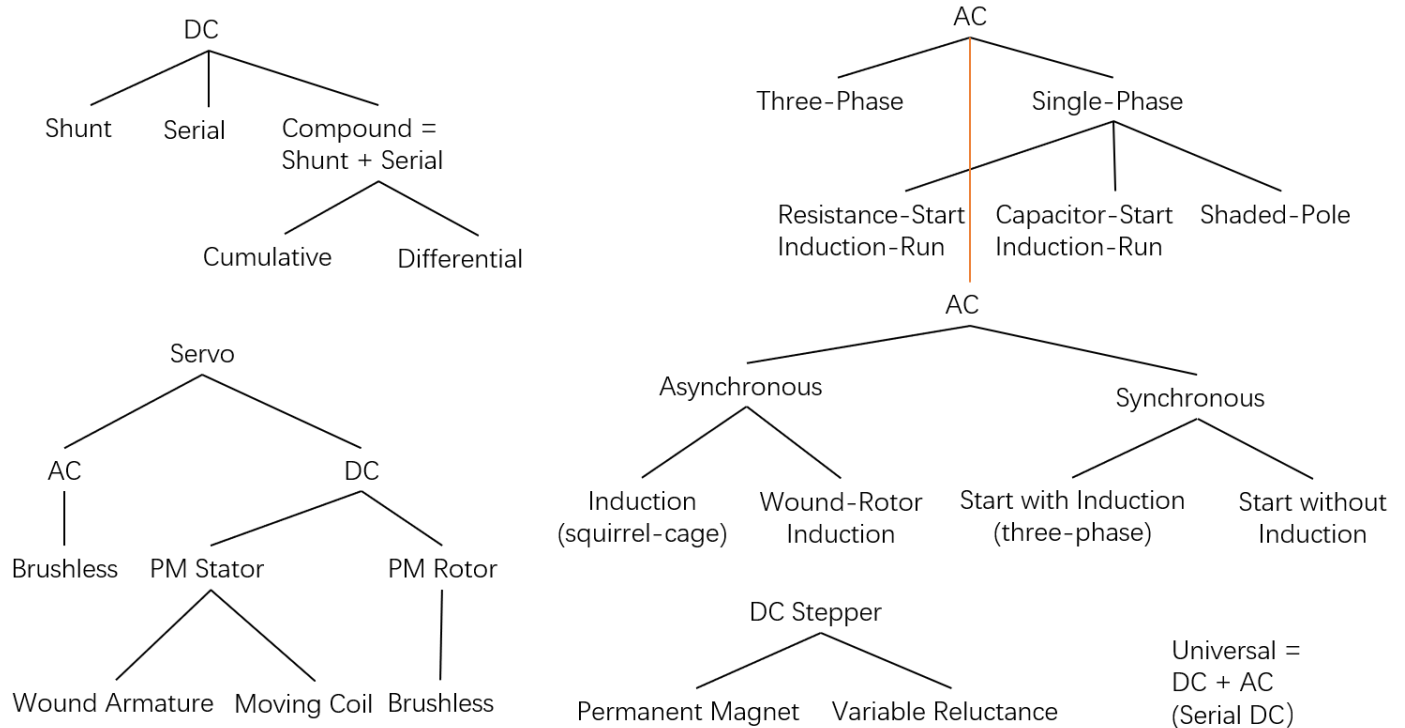 DC
Shunt
Serial
Compound =
Shunt + Serial
Cumulative
Differential
AC
Three-Phase
Single-Phase
Resistance-Start
Induction-Run
Capacitor-Start
Induction-Run
Shaded-Pole
AC
Asynchronous
Synchronous
Induction
(squirrel-cage)
Wound-Rotor
Induction
Start with Induction
(three-phase)
Start without
Induction
Servo
AC
DC
Brushless
PM Stator
PM Rotor
Wound Armature
Moving Coil
Brushless
DC Stepper
Permanent Magnet
Variable Reluctance
Universal =
DC + AC
(Serial DC)